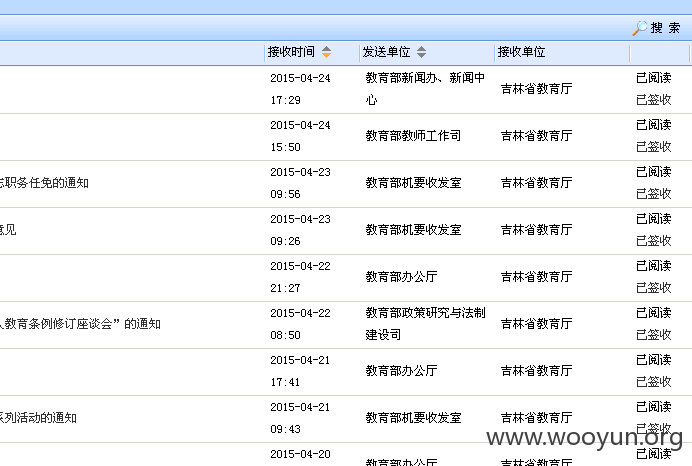 搜 索
接收时间 发送单位 接收单位
2015-04-24 教育部新闻办、新闻中 已阅读
17:29 心 吉林省教育厅 已签收
2015-04-24 已阅读
15:50 教育部教师工作司 吉林省教育厅 已签收
2015-04-23 已阅读
职务任免的通知 09:56 教育部机要收发室 吉林省教育厅 已签收
2015-04-23 已阅读
意见 09:26 教育部机要收发室 吉林省教育厅 已签收
2015-04-22 已阅读
21:27 教育部办公厅 吉林省教育厅 已签收
2015-04-22 教育部政策研究与法制 已阅读
教育条例修订座谈会”的通知 08:50 建设司 吉林省教育厅 已签收
2015-04-21 已阅读
17:41 教育部办公厅 吉林省教育厅 已签收
2015-04-21 已阅读
系列活动的通知 09:43 教育部机要收发室 吉林省教育厅 已签收
www.wooyun.org
2015-04-20 已阅读
教育部办公厅 吉林省教育厅